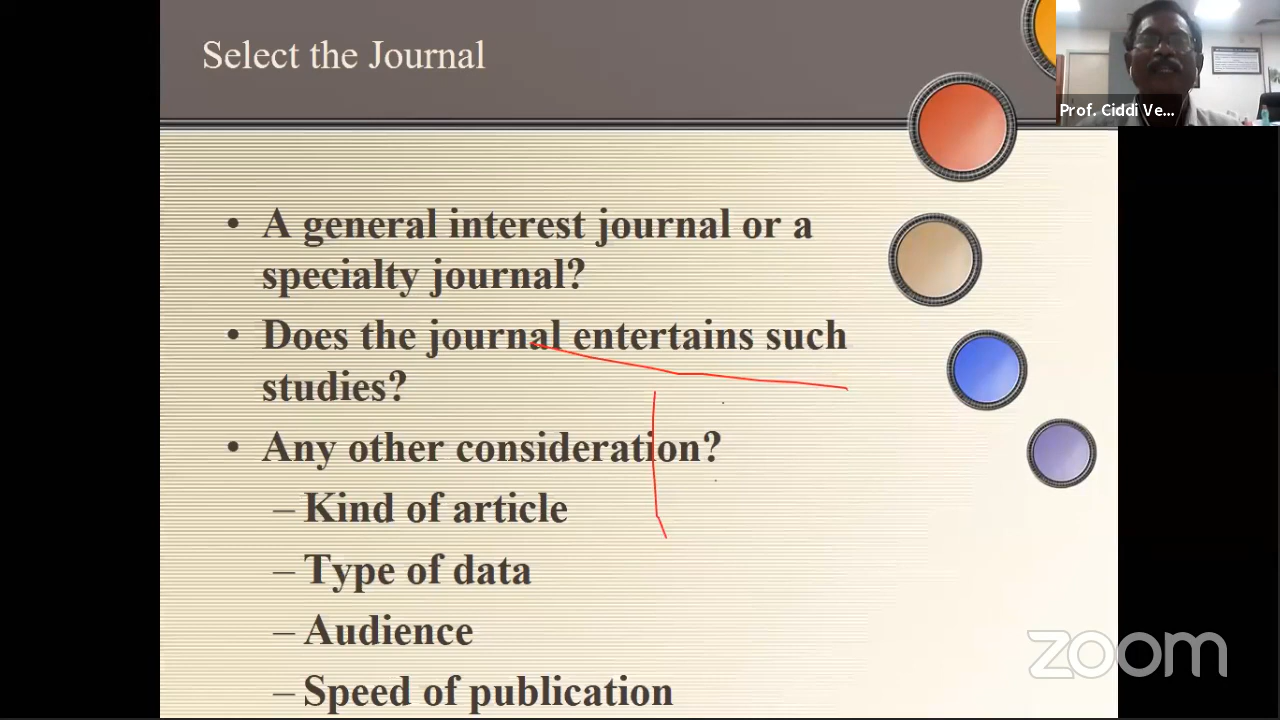 Select the Journal
Prof. Ciddi Ve...
• A general interest journal or a
specialty journal?
• Does the journal entertains such
studies?
• Any other consideration?
– Kind of article
– Type of data
– Audience
– Speed of publication
zoom